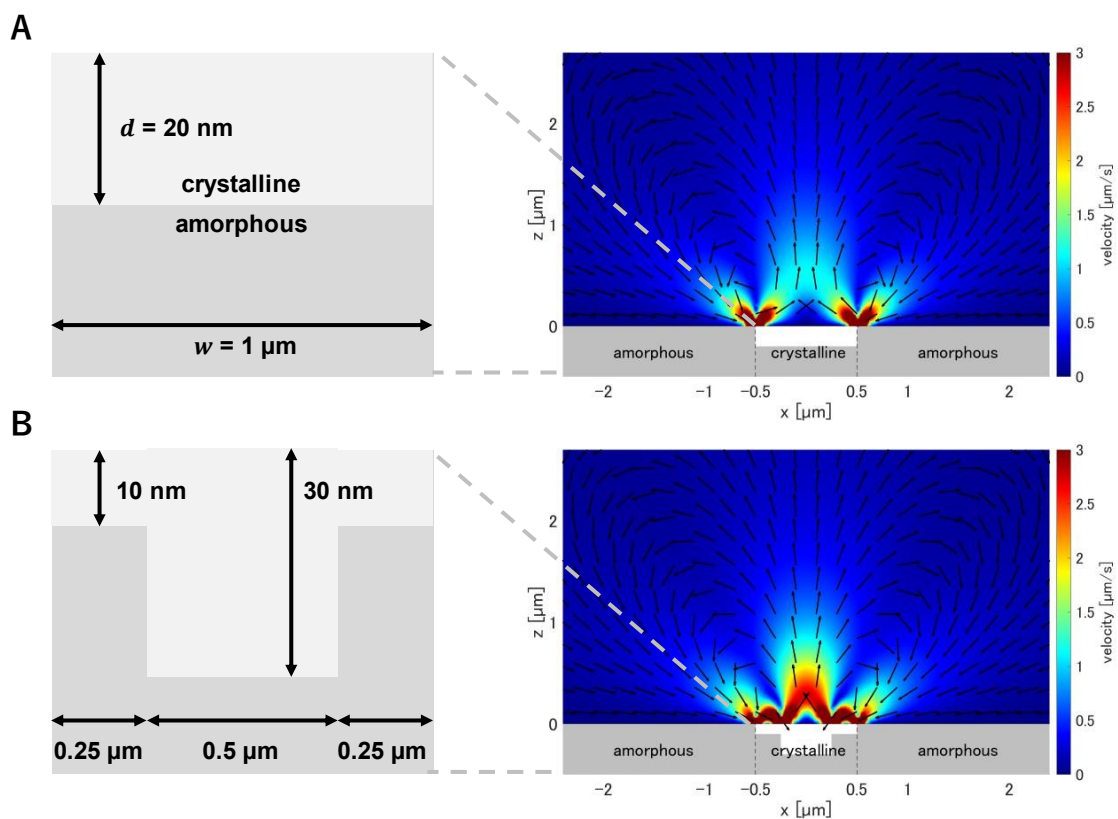 A
d = 20 nm
crystalline
amorphous
w = 1 µm
z [µm]
2
1
0
amorphous
crystalline
amorphous
-2
-1
-0.5
0.5
1
2
x [µm]
3
2.5
2
1.5
1
0.5
0
velocity [µm/s]
B
10 nm
30 nm
0.25 µm
0.5 µm
0.25 µm
z [µm]
2
1
0
amorphous
crystalline
amorphous
-2
-1
-0.5
0.5
1
2
x [µm]
3
2.5
2
1.5
1
0.5
0
velocity [µm/s]